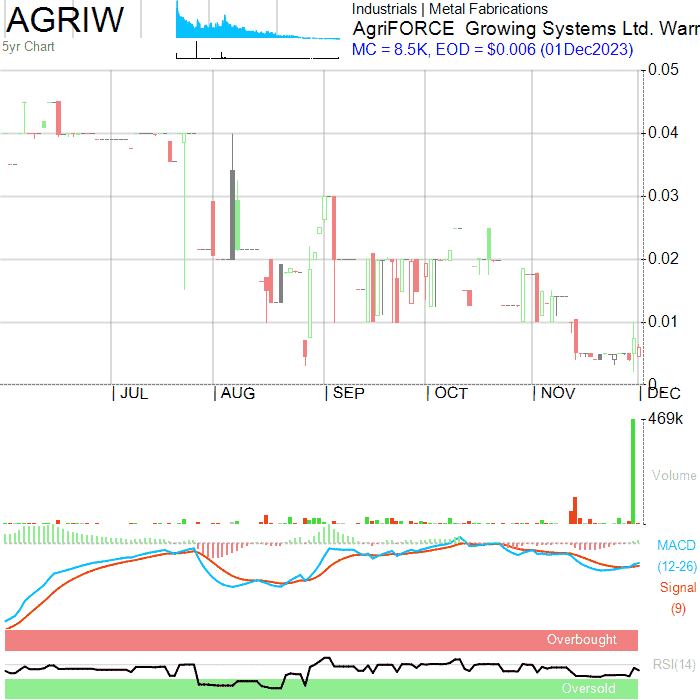 AGRIW
5yr Chart
Industrials | Metal Fabrications
AgriFORCE Growing Systems Ltd. Warr
MC = 8.5K, EOD = $0.006 (01Dec2023)
0.05
0.04
0.03
0.02
0.01
0
JUL
AUG
SEP
OCT
NOV
DEC
469k
Volume
MACD
(12-26)
Signal
(9)
Overbought
RSI(14)
Oversold